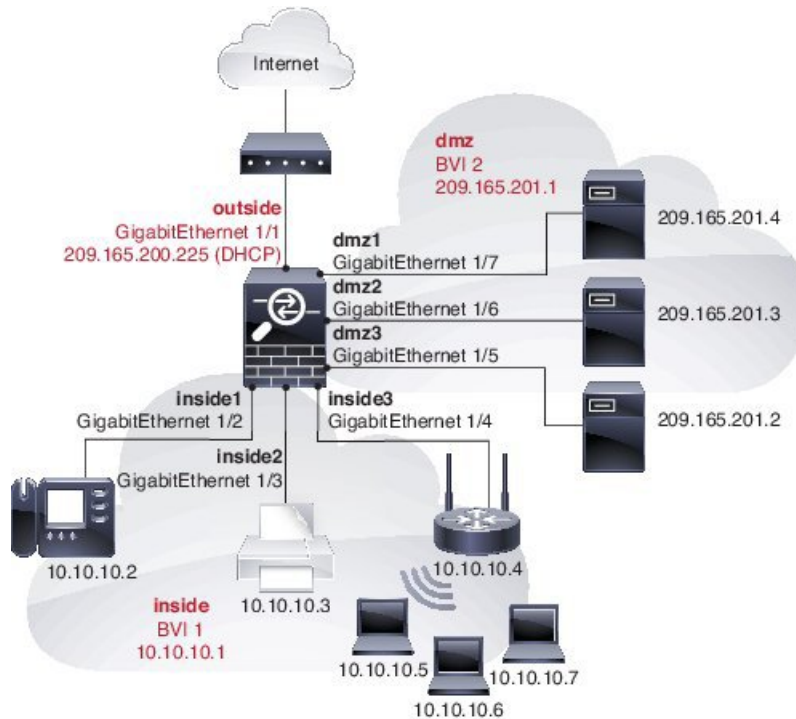 Internet
outside
GigabitEthernet 1/1
209.165.200.225 (DHCP)
dmz
BVI 2
209.165.201.1
dmz1
GigabitEthernet 1/7
209.165.201.4
dmz2
GigabitEthernet 1/6
209.165.201.3
dmz3
GigabitEthernet 1/5
209.165.201.2
inside1
GigabitEthernet 1/2
inside2
GigabitEthernet 1/3
inside3
GigabitEthernet 1/4
10.10.10.2
10.10.10.3
10.10.10.4
inside
BVI 1
10.10.10.1
10.10.10.5
10.10.10.6
10.10.10.7